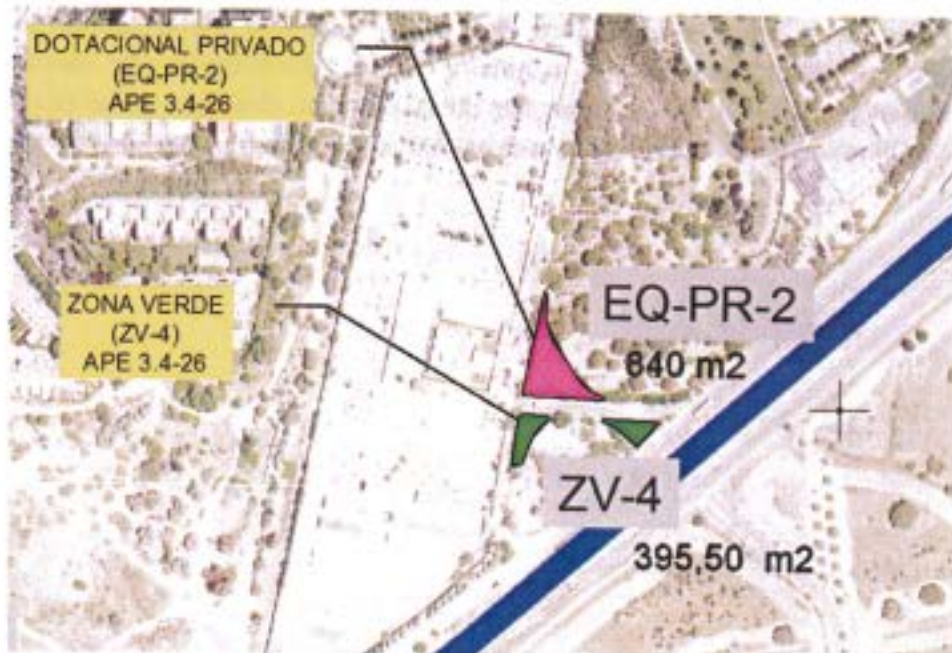 DOTACIONAL PRIVADO
(EQ-PR-2)
APE 3.4-26
ZONA VERDE
(ZV-4)
APE 3.4-26
EQ-PR-2
640 m2
ZV-4
395,50 m2